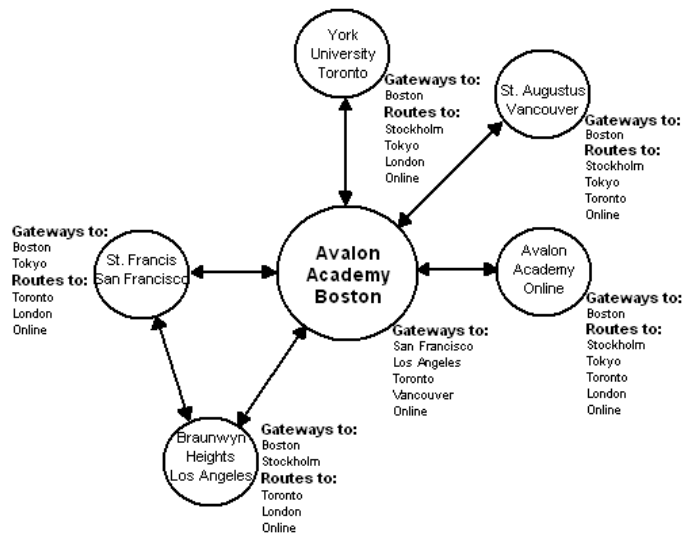 York
University
Toronto
Gateways to:
Boston
Routes to:
Stockholm
Tokyo
London
Online
St. Augustus
Vancouver
Gateways to:
Boston
Routes to:
Stockholm
Tokyo
Toronto
Online
Gateways to:
Boston
Tokyo
Routes to:
Toronto
London
Online
St. Francis
San Francisco
Avalon
Academy
Boston
Gateways to:
San Francisco
Los Angeles
Toronto
Vancouver
Online
Avalon
Academy
Online
Gateways to:
Boston
Routes to:
Stockholm
Tokyo
Toronto
London
Online
Braunwyn
Heights
Los Angeles
Gateways to:
Boston
Stockholm
Routes to:
Toronto
London
Online